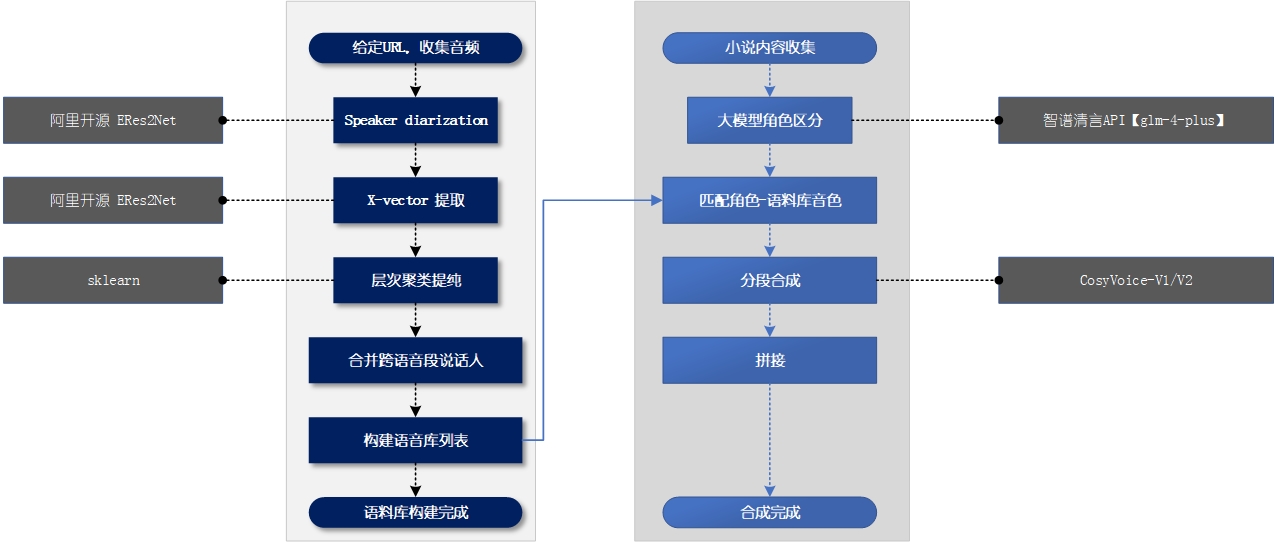 给定URL，收集音频
小说内容收集
阿里开源 ERes2Net
Speaker diarization
大模型角色区分
智谱清言API【glm-4-plus】
阿里开源 ERes2Net
X-vector 提取
匹配角色-语料库音色
sklearn
层次聚类提纯
分段合成
CosyVoice-V1/V2
合并跨语音段说话人
拼接
构建语音库列表
语料库构建完成
合成完成